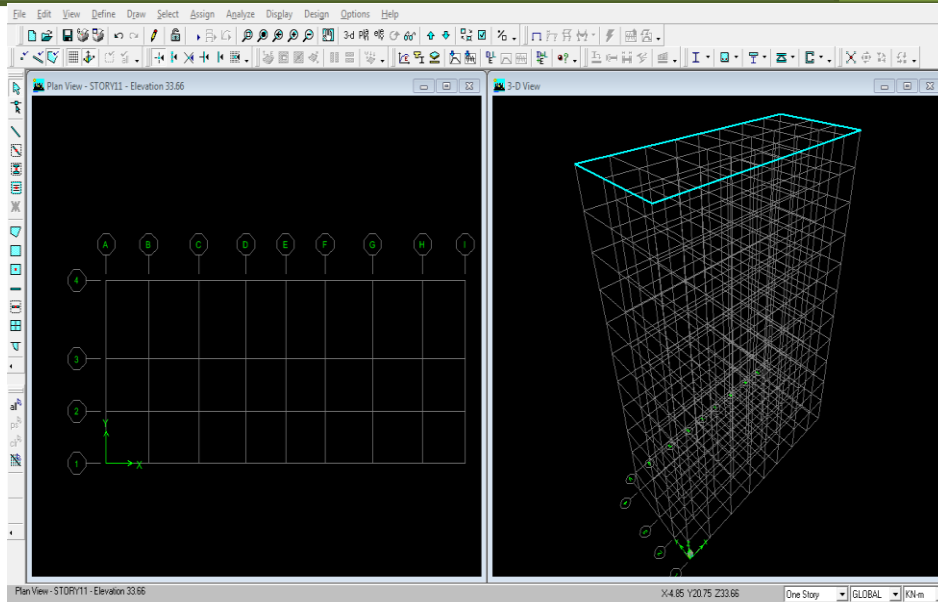 File Edit View Define Draw Select Assign Analyze Display Design Options Help
3-d
Plan View - STORY11 - Elevation 33.66
3-D View
A B C D E F G H I
4
3
2
Y
1 X
Plan View - STORY11 - Elevation 33.66
X-4.85 Y20.75 Z33.66
One Story
GLOBAL
KN-m